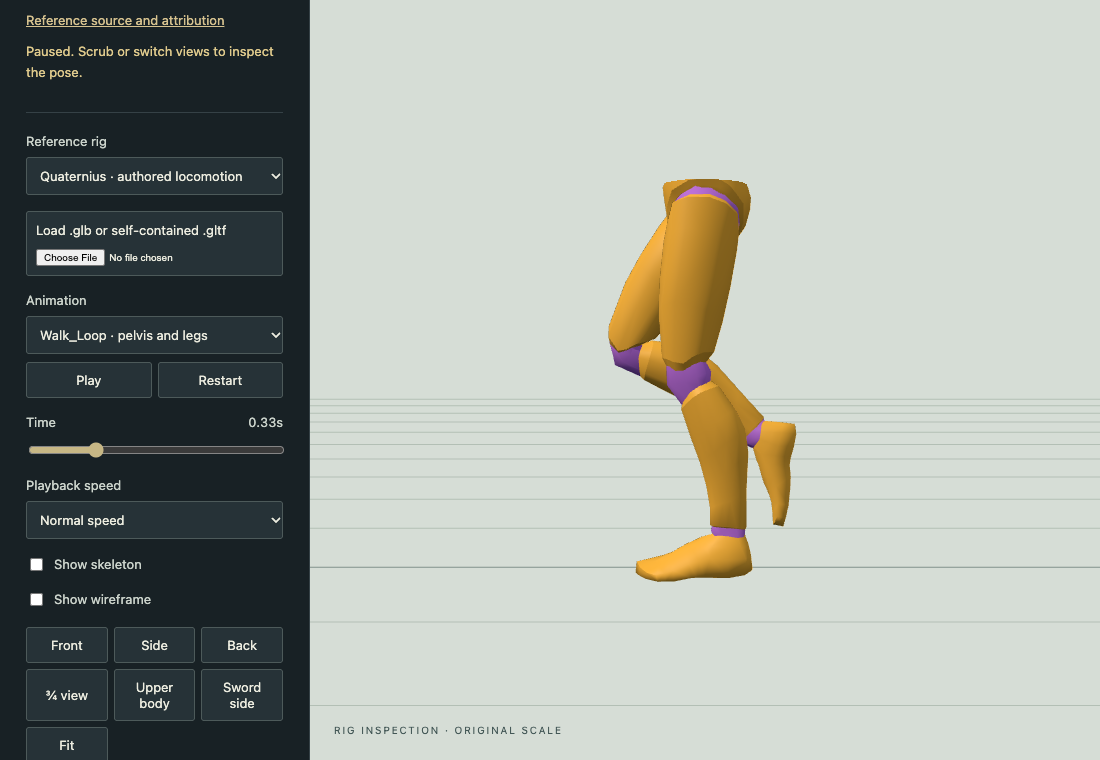 Reference source and attribution
Paused. Scrub or switch views to inspect
the pose.
Reference rig
Quaternius · authored locomotion
Load .glb or self-contained .gltf
Choose File No file chosen
Animation
Walk_Loop · pelvis and legs
Play Restart
Time 0.33s
Playback speed
Normal speed
Show skeleton
Show wireframe
Front Side Back
¾ view Upper body Sword side
Fit
RIG INSPECTION · ORIGINAL SCALE